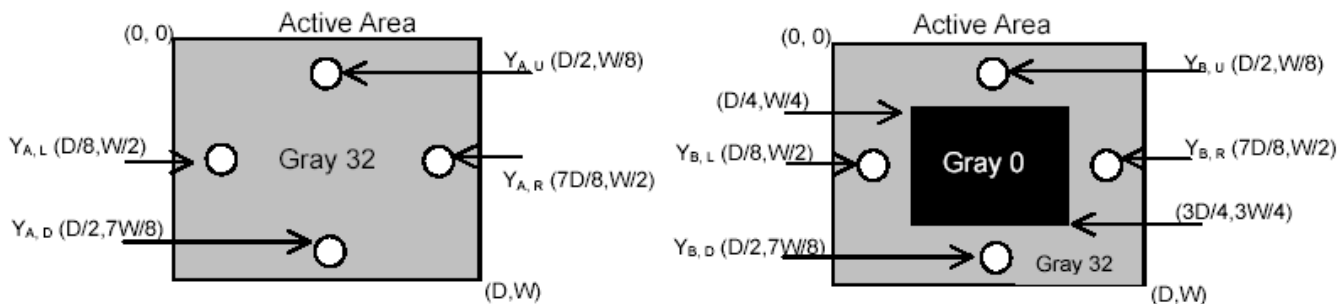 Active Area
(0, 0)
Y_A, U (D/2,W/8)
Y_A, L (D/8,W/2)
Gray 32
Y_A, R (7D/8,W/2)
Y_A, D (D/2,7W/8)
(D,W)
Active Area
(0, 0)
Y_B, U (D/2,W/8)
(D/4,W/4)
Y_B, L (D/8,W/2)
Gray 0
Y_B, R (7D/8,W/2)
(3D/4,3W/4)
Y_B, D (D/2,7W/8)
Gray 32
(D,W)